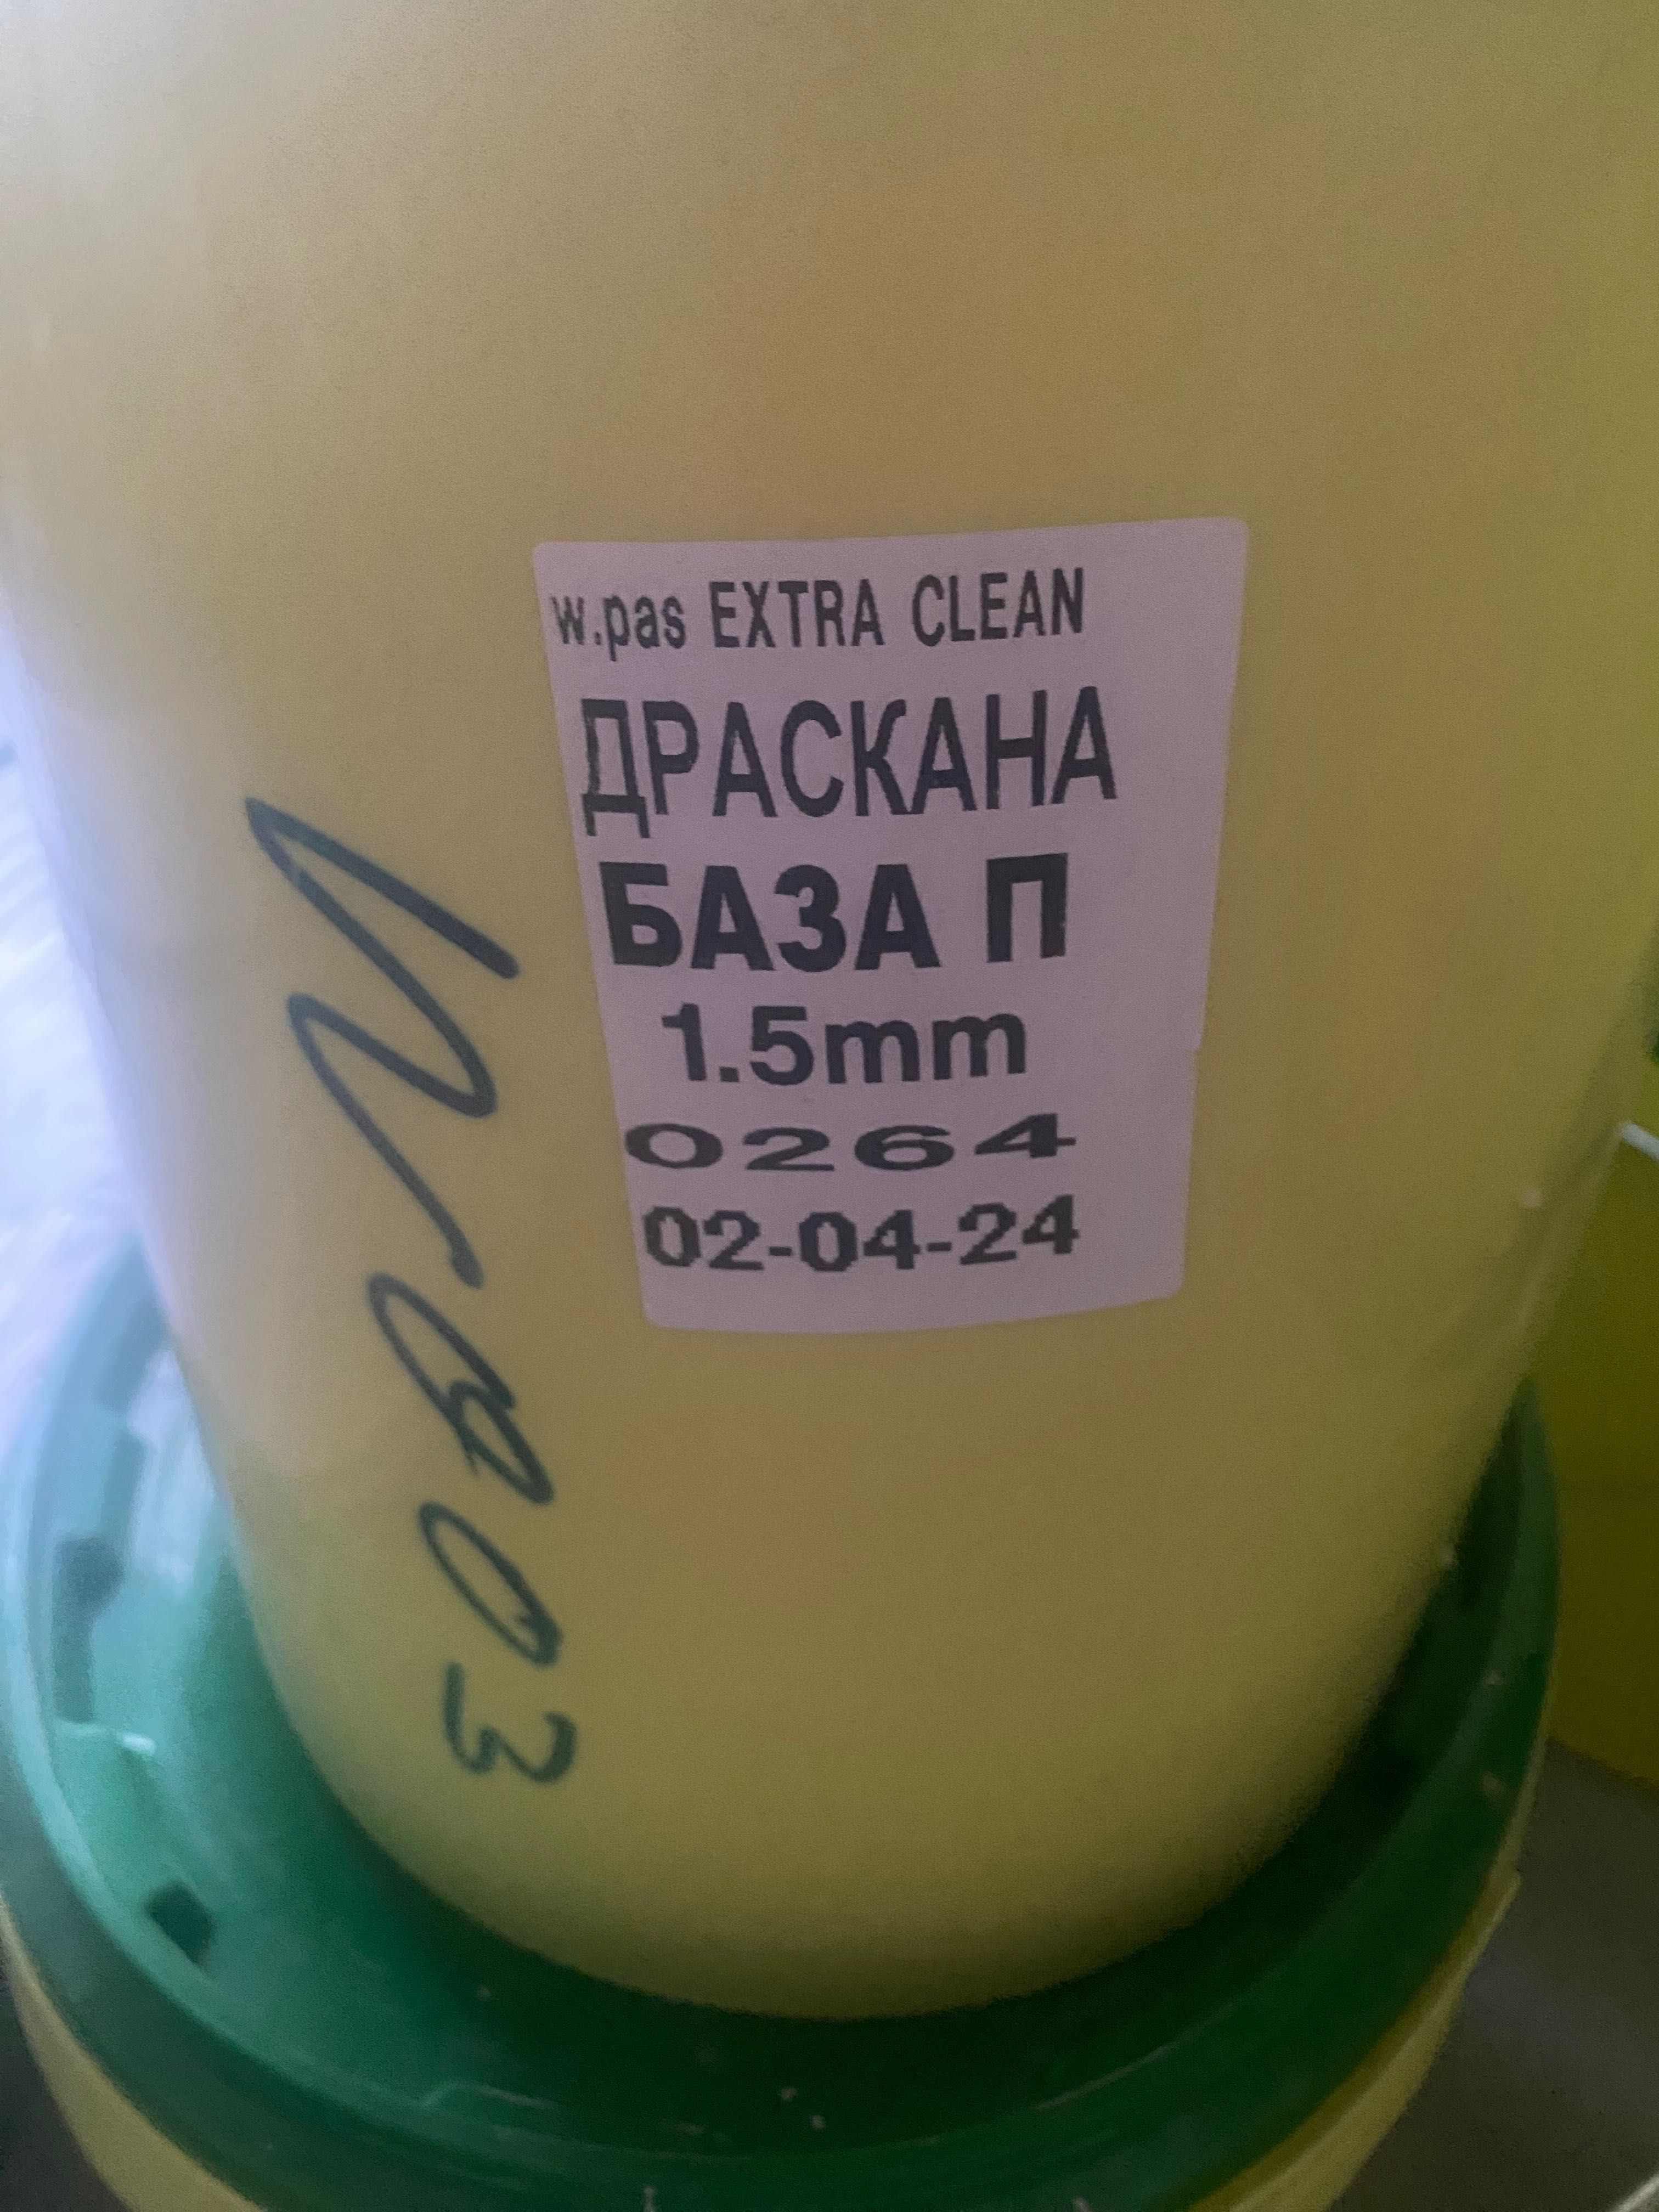 w.pas EXTRA CLEAN
ДРАСКАНА
БАЗА П
1.5mm
0264
02-04-24